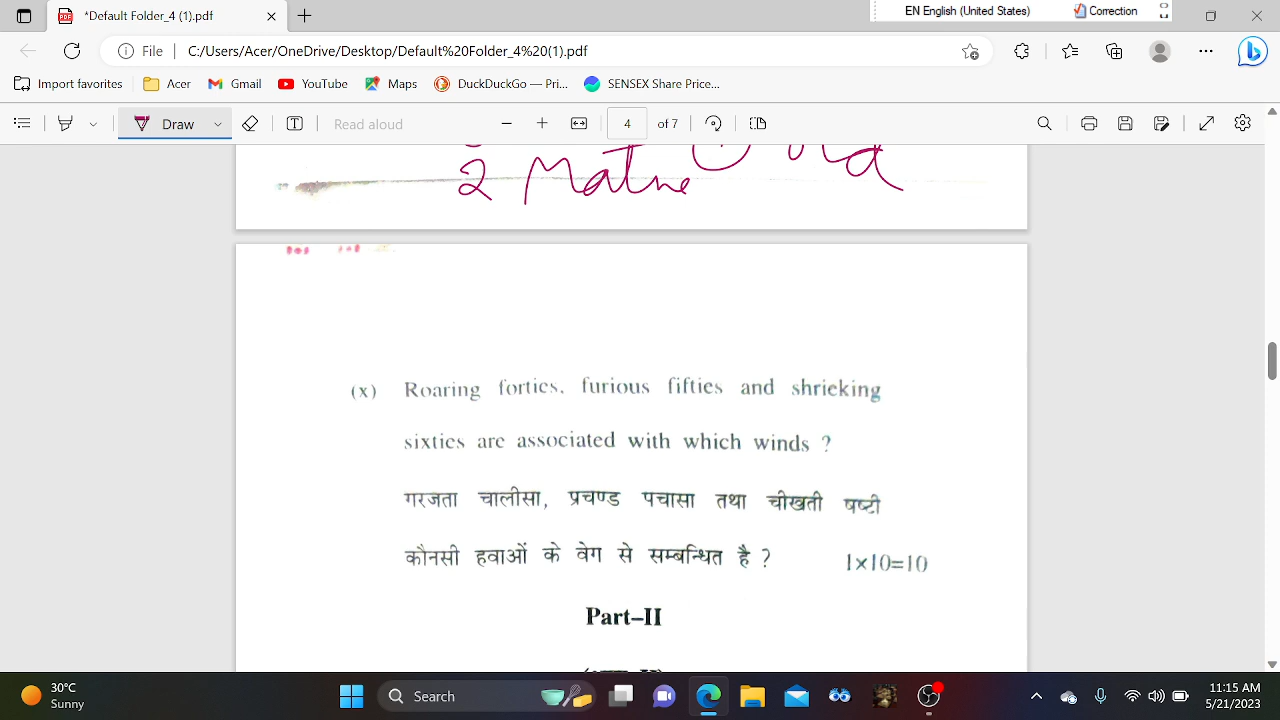 *Default Folder_4 (1).pdf
EN English (United States) Correction
File C:/Users/Acer/OneDrive/Desktop/Default%20Folder_4%20(1).pdf
Import favorites Acer Gmail YouTube Maps DuckDuckGo — Pri... SENSEX Share Price...
Draw Read aloud 4 of 7
2
(x) Roaring forties, furious fifties and shrieking
sixties are associated with which winds ?
गरजता चालीसा, प्रचण्ड पचासा तथा चीखती षष्टी
कौनसी हवाओं के वेग से सम्बन्धित है ? 1×10=10
Part–II
30°C
Sunny
Search
11:15 AM
5/21/2023